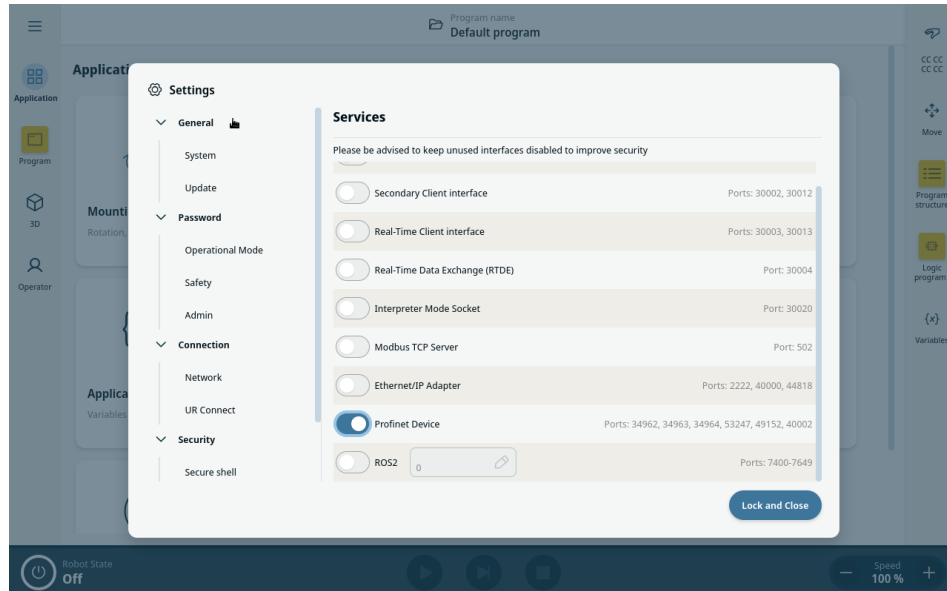 Program name
Default program
Applicati
Application
Program
3D
Operator
Mounti
Rotation,
Applica
Variables
Settings
General
System
Update
Password
Operational Mode
Safety
Admin
Connection
Network
UR Connect
Security
Secure shell
Services
Please be advised to keep unused interfaces disabled to improve security
Secondary Client interface Ports: 30002, 30012
Real-Time Client interface Ports: 30003, 30013
Real-Time Data Exchange (RTDE) Port: 30004
Interpreter Mode Socket Port: 30020
Modbus TCP Server Port: 502
Ethernet/IP Adapter Ports: 2222, 40000, 44818
Profinet Device Ports: 34962, 34963, 34964, 53247, 49152, 40002
ROS2 0 Ports: 7400-7649
Lock and Close
CC CC
CC CC
Move
Program
structure
Logic
program
{x}
Variables
Robot State
Off
Speed
100 %